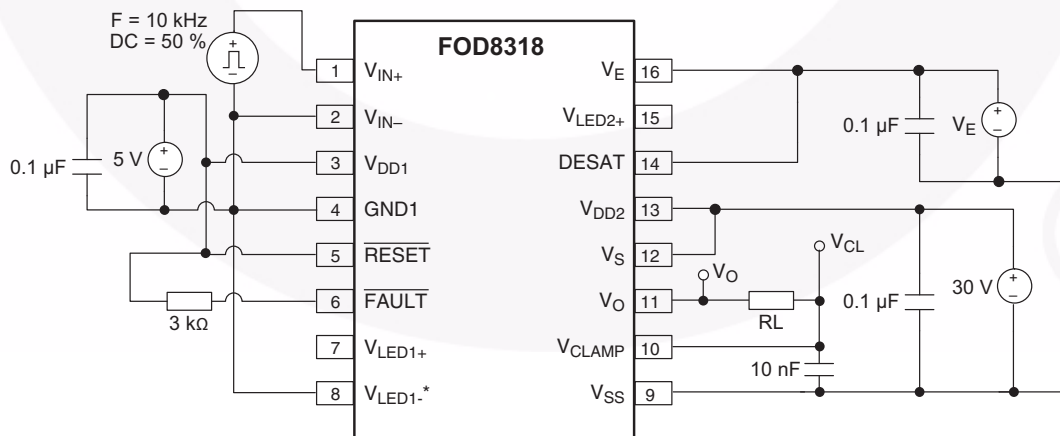 F = 10 kHz
DC = 50 %
FOD8318
1 VIN+
2 VIN–
3 VDD1
4 GND1
5 RESET
6 FAULT
7 VLED1+
8 VLED1-*
VE 16
VLED2+ 15
DESAT 14
VDD2 13
VS 12
VO 11
VCLAMP 10
VSS 9
0.1 µF
5 V
3 kΩ
0.1 µF
VE
VCL
VO
RL
0.1 µF
30 V
10 nF